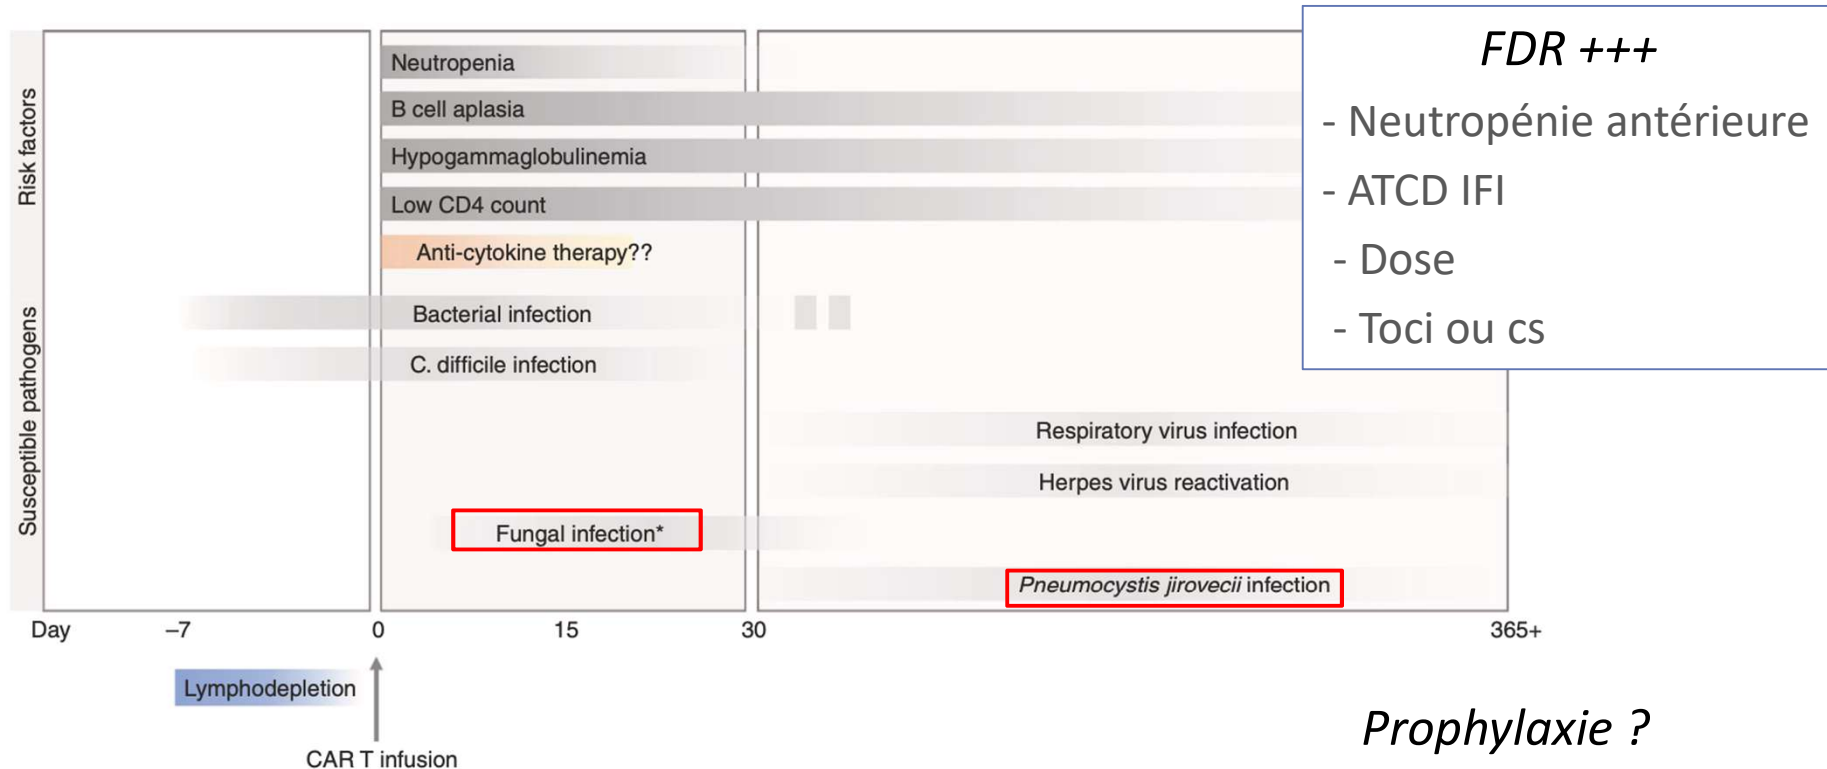 Risk factors
Neutropenia
B cell aplasia
Hypogammaglobulinemia
Low CD4 count
Anti-cytokine therapy??
Susceptible pathogens
Bacterial infection
C. difficile infection
Respiratory virus infection
Herpes virus reactivation
Fungal infection*
Pneumocystis jirovecii infection
Day –7 0 15 30 365+
Lymphodepletion
CAR T infusion
FDR +++
- Neutropénie antérieure
- ATCD IFI
- Dose
- Toci ou cs
Prophylaxie ?